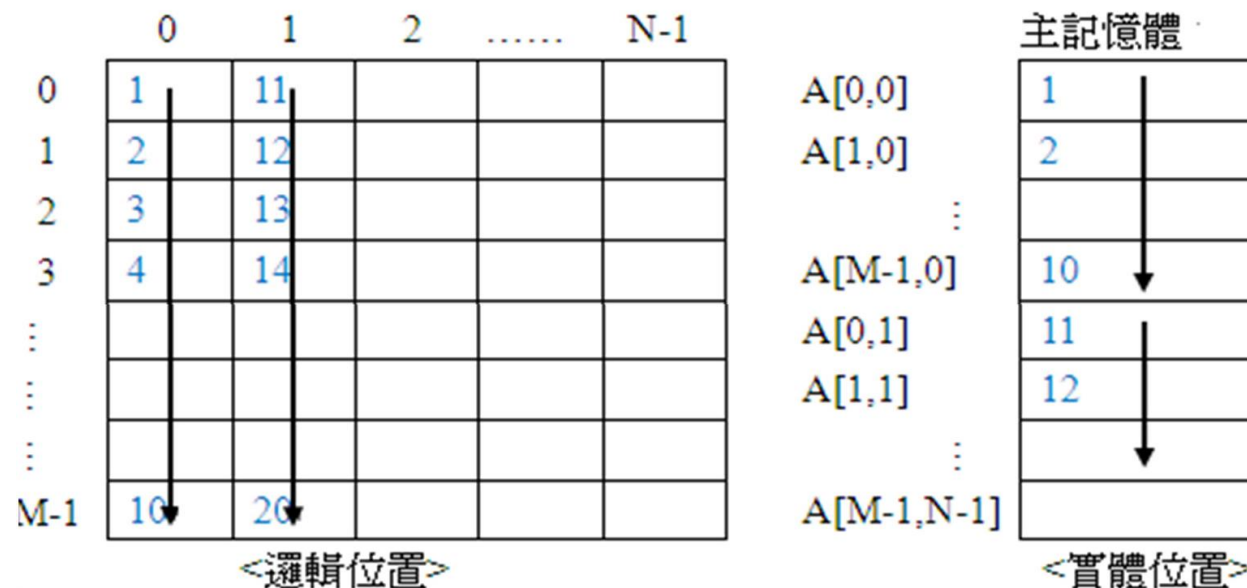 0 1 2 ...... N-1
0 1 11
1 2 12
2 3 13
3 4 14
⋮
⋮
⋮
M-1 10 20
<邏輯位置>
主記憶體
A[0,0] 1
A[1,0] 2
⋮
A[M-1,0] 10
A[0,1] 11
A[1,1] 12
⋮
A[M-1,N-1]
<實體位置>